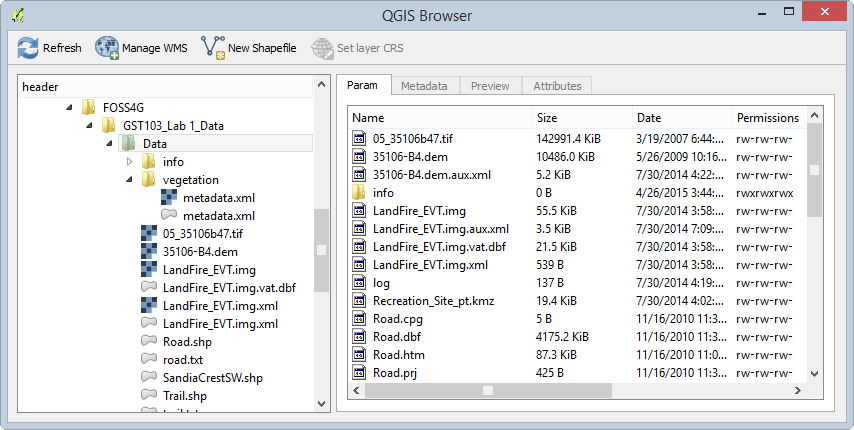 QGIS Browser
Refresh Manage WMS New Shapefile Set layer CRS
header
FOSS4G
GST103_Lab 1_Data
Data
info
vegetation
metadata.xml
metadata.xml
05_35106b47.tif
35106-B4.dem
LandFire_EVT.img
LandFire_EVT.img.vat.dbf
LandFire_EVT.img.xml
LandFire_EVT.img.xml
Road.shp
road.txt
SandiaCrestSW.shp
Trail.shp
Param Metadata Preview Attributes
Name Size Date Permissions
05_35106b47.tif 142991.4 KiB 3/19/2007 6:44:... rw-rw-rw-
35106-B4.dem 10486.0 KiB 5/26/2009 10:16... rw-rw-rw-
35106-B4.dem.aux.xml 5.2 KiB 7/30/2014 4:22:... rw-rw-rw-
info 0 B 4/26/2015 3:44:... rwxrwxrwx
LandFire_EVT.img 55.5 KiB 7/30/2014 3:58:... rw-rw-rw-
LandFire_EVT.img.aux.xml 3.5 KiB 7/30/2014 7:09:... rw-rw-rw-
LandFire_EVT.img.vat.dbf 21.5 KiB 7/30/2014 3:58:... rw-rw-rw-
LandFire_EVT.img.xml 539 B 7/30/2014 3:58:... rw-rw-rw-
log 137 B 7/30/2014 4:19:... rw-rw-rw-
Recreation_Site_pt.kmz 19.4 KiB 7/30/2014 4:02:... rw-rw-rw-
Road.cpg 5 B 11/16/2010 11:3... rw-rw-rw-
Road.dbf 4175.2 KiB 11/16/2010 11:3... rw-rw-rw-
Road.htm 87.3 KiB 11/16/2010 11:0... rw-rw-rw-
Road.prj 425 B 11/16/2010 11:3... rw-rw-rw-